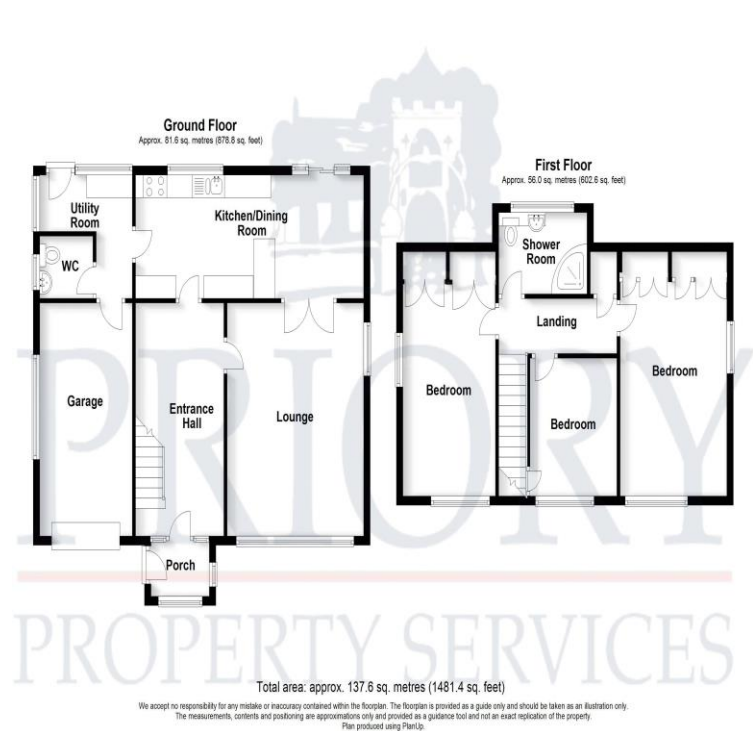 Ground Floor
Approx. 81.6 sq. metres (878.8 sq. feet)
Utility
Room
WC
Kitchen/Dining
Room
Garage
Entrance
Hall
Lounge
Porch
First Floor
Approx. 56.0 sq. metres (602.6 sq. feet)
Shower
Room
Landing
Bedroom
Bedroom
Bedroom
PRIORY
PROPERTY SERVICES
Total area: approx. 137.6 sq. metres (1481.4 sq. feet)
We accept no responsibility for any mistake or inaccuracy contained within the floorplan. The floorplan is provided as a guide only and should be taken as an illustration only.
The measurements, contents and positioning are approximations only and provided as a guidance tool and not an exact replication of the property.
Plan produced using PlanUp.